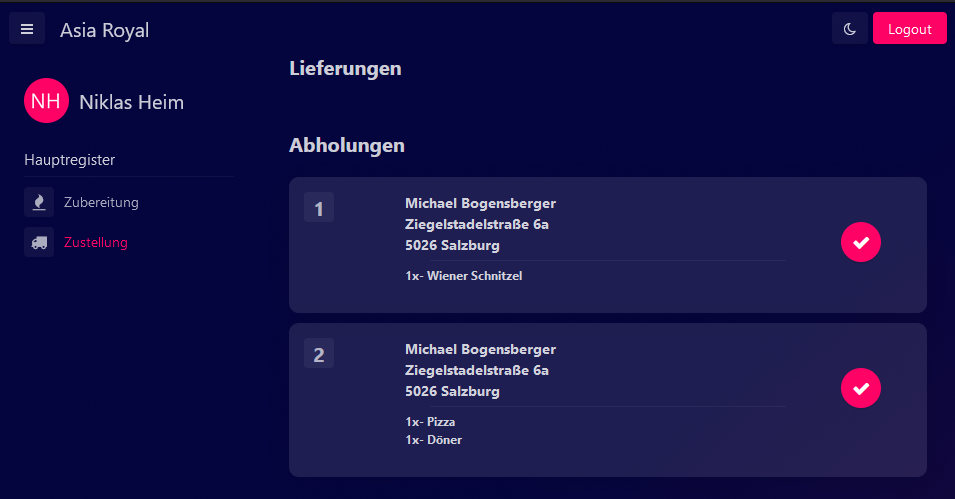 Asia Royal
Logout
NH
Niklas Heim
Hauptregister
Zubereitung
Zustellung
Lieferungen
Abholungen
1
Michael Bogensberger
Ziegelstadelstraße 6a
5026 Salzburg
1x- Wiener Schnitzel
2
Michael Bogensberger
Ziegelstadelstraße 6a
5026 Salzburg
1x- Pizza
1x- Döner